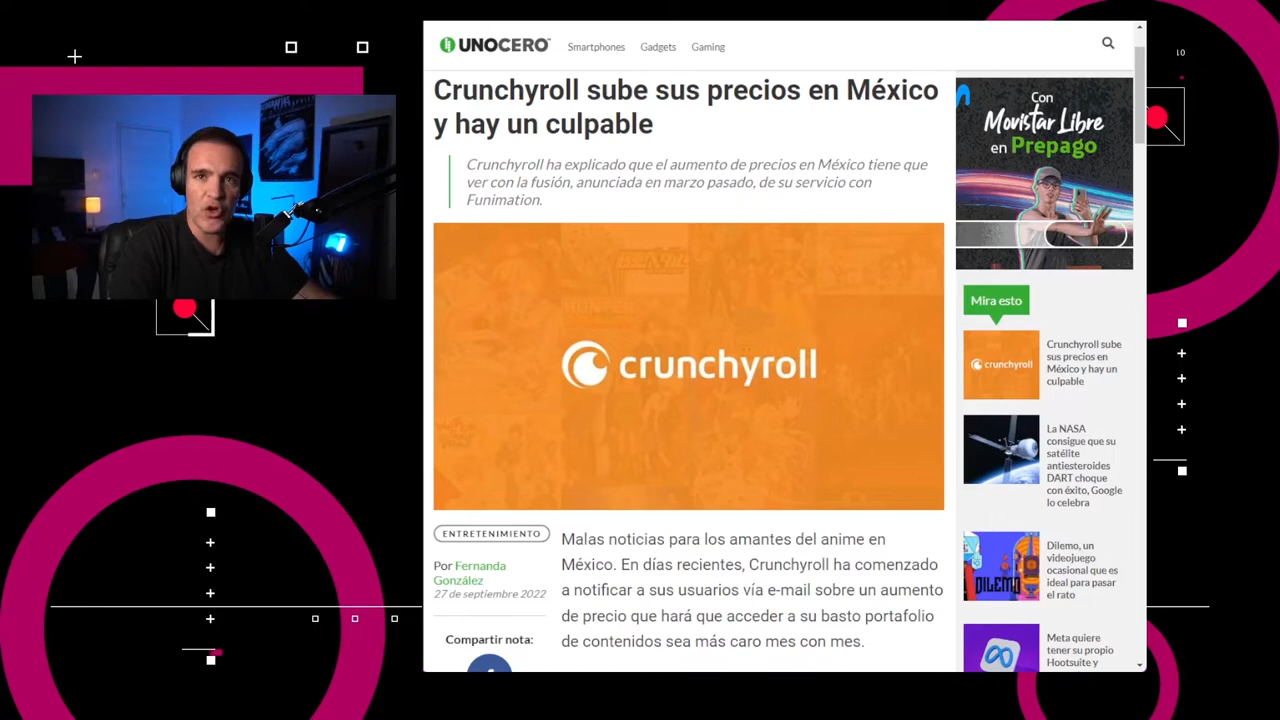 UNOCERO
Smartphones Gadgets Gaming
Crunchyroll sube sus precios en México
y hay un culpable
Crunchyroll ha explicado que el aumento de precios en México tiene que
ver con la fusión, anunciada en marzo pasado, de su servicio con
Funimation.
crunchyroll
ENTRETENIMIENTO
Por Fernanda
González
27 de septiembre 2022
Compartir nota:
Malas noticias para los amantes del anime en
México. En días recientes, Crunchyroll ha comenzado
a notificar a sus usuarios vía e-mail sobre un aumento
de precio que hará que acceder a su basto portafolio
de contenidos sea más caro mes con mes.
Con
Movistar Libre
en Prepago
Mira esto
crunchyroll
Crunchyroll sube
sus precios en
México y hay un
culpable
La NASA
consigue que su
satélite
antiesteroides
DART choque
con éxito, Google
lo celebra
DILEMO
Dilemo, un
videojuego
ocasional que es
ideal para pasar
el rato
Meta quiere
tener su propio
Hootsuite y
10